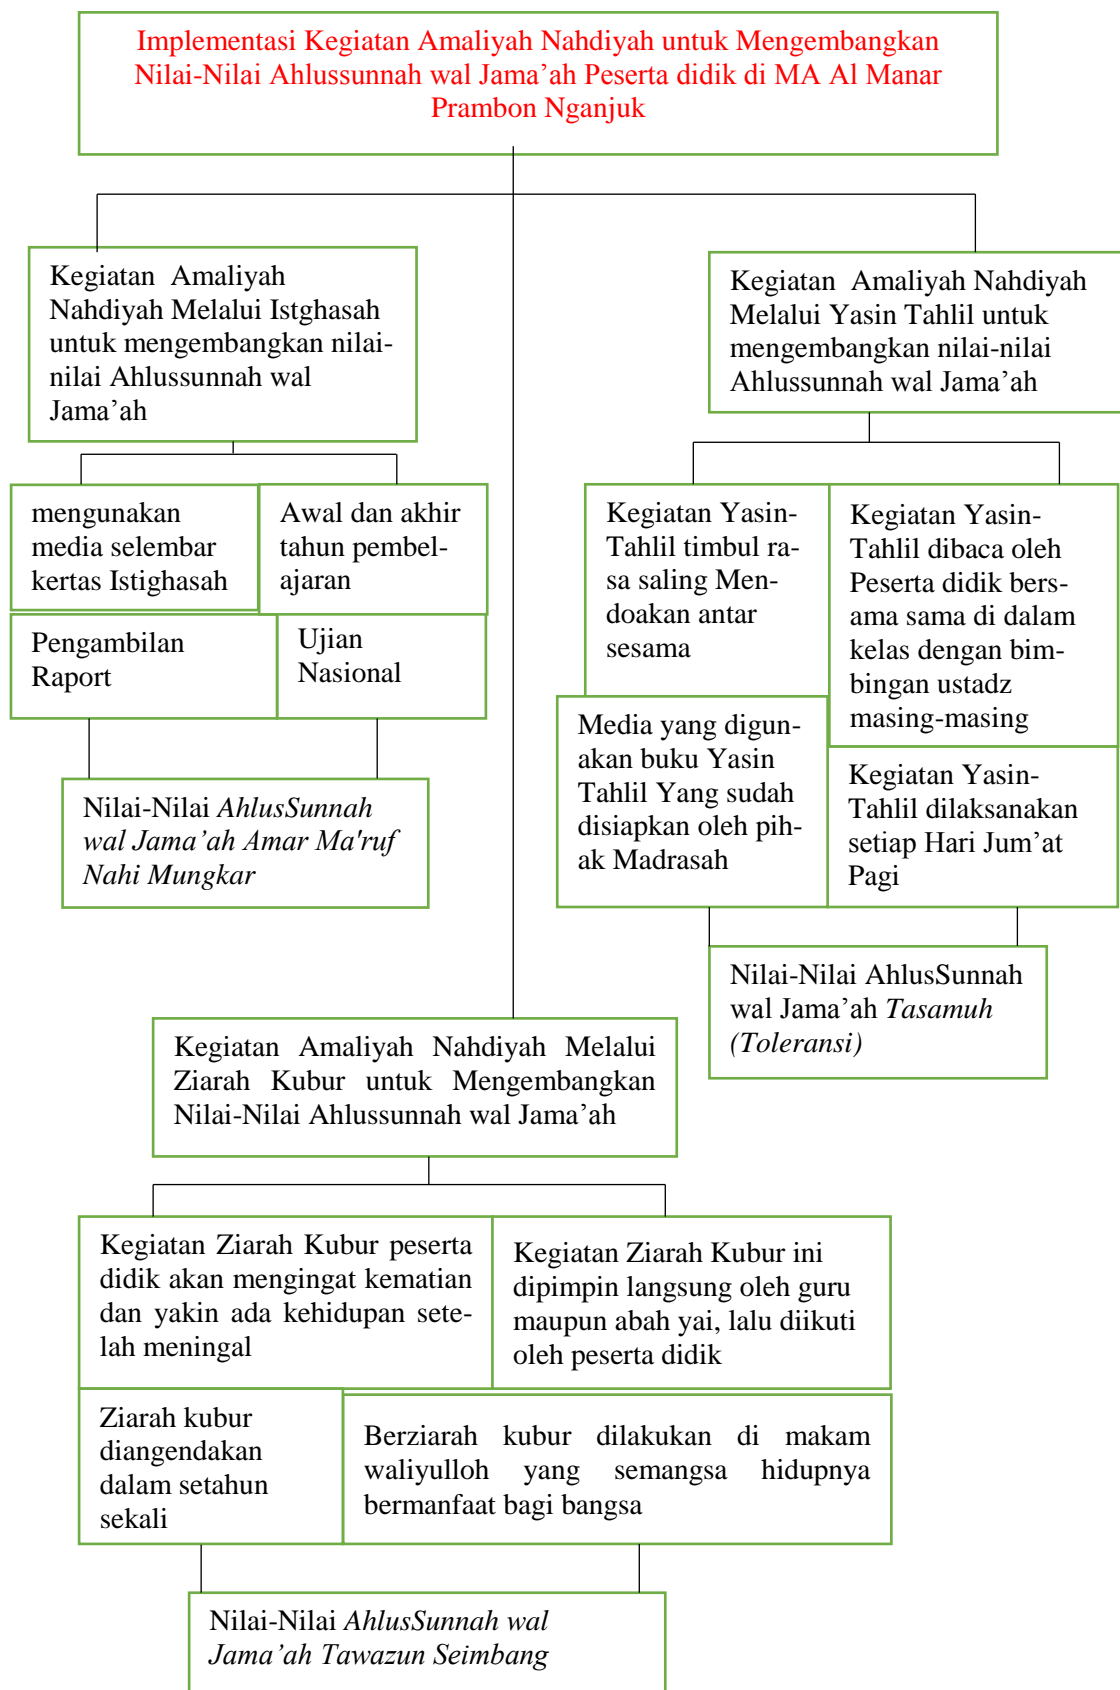 Implementasi Kegiatan Amaliyah Nahdiyah untuk Mengembangkan
Nilai-Nilai Ahlussunnah wal Jama’ah Peserta didik di MA Al Manar
Prambon Nganjuk
Kegiatan Amaliyah
Nahdiyah Melalui Istghasah
untuk mengembangkan nilai-
nilai Ahlussunnah wal
Jama’ah
Kegiatan Amaliyah Nahdiyah
Melalui Yasin Tahlil untuk
mengembangkan nilai-nilai
Ahlussunnah wal Jama’ah
mengunakan
media selembar
kertas Istighasah
Awal dan akhir
tahun pembel-
ajaran
Pengambilan
Raport
Ujian
Nasional
Nilai-Nilai AhlusSunnah
wal Jama’ah Amar Ma'ruf
Nahi Mungkar
Kegiatan Yasin-
Tahlil timbul ra-
sa saling Men-
doakan antar
sesama
Kegiatan Yasin-
Tahlil dibaca oleh
Peserta didik bers-
ama sama di dalam
kelas dengan bim-
bingan ustadz
masing-masing
Media yang digun-
akan buku Yasin
Tahlil Yang sudah
disiapkan oleh pih-
ak Madrasah
Kegiatan Yasin-
Tahlil dilaksanakan
setiap Hari Jum’at
Pagi
Nilai-Nilai AhlusSunnah
wal Jama’ah Tasamuh
(Toleransi)
Kegiatan Amaliyah Nahdiyah Melalui
Ziarah Kubur untuk Mengembangkan
Nilai-Nilai Ahlussunnah wal Jama’ah
Kegiatan Ziarah Kubur peserta
didik akan mengingat kematian
dan yakin ada kehidupan sete-
lah meningal
Kegiatan Ziarah Kubur ini
dipimpin langsung oleh guru
maupun abah yai, lalu diikuti
oleh peserta didik
Ziarah kubur
diangendakan
dalam setahun
sekali
Berziarah kubur dilakukan di makam
waliyulloh yang semangsa hidupnya
bermanfaat bagi bangsa
Nilai-Nilai AhlusSunnah wal
Jama’ah Tawazun Seimbang